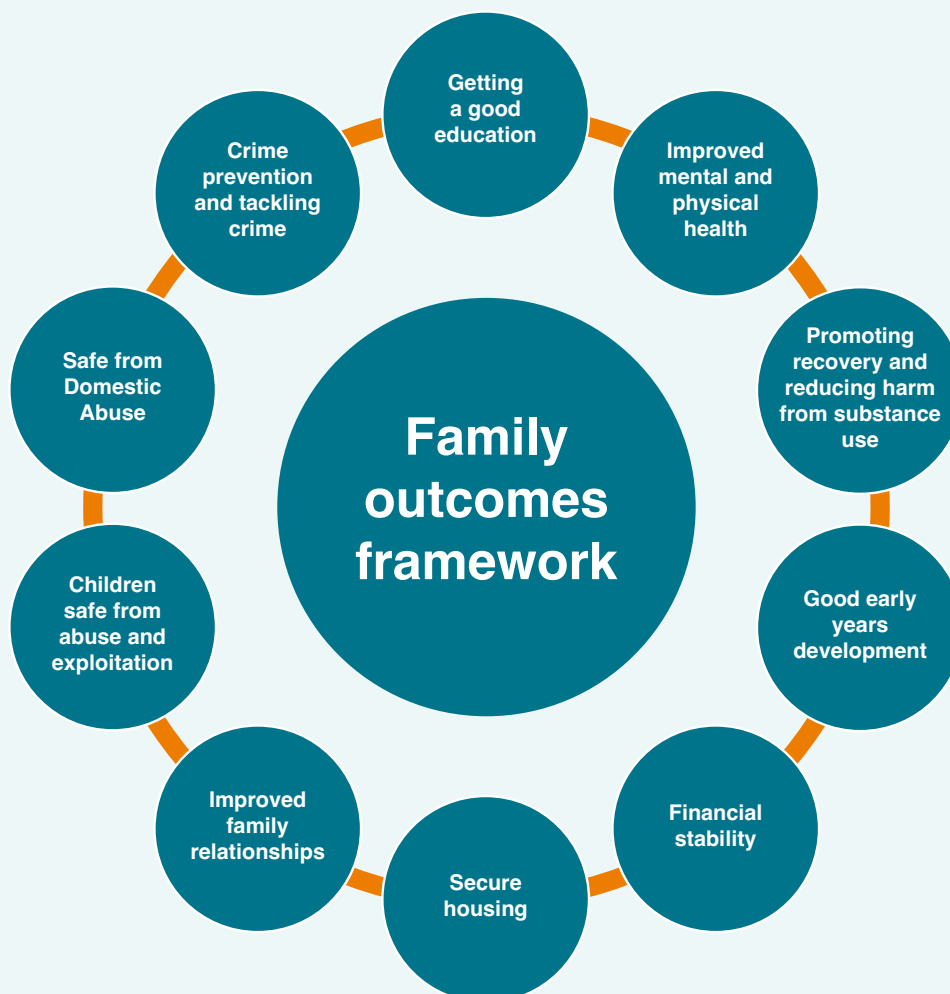 Getting
a good
education
Improved
mental and
physical
health
Promoting
recovery and
reducing harm
from substance
use
Good early
years
development
Financial
stability
Secure
housing
Improved
family
relationships
Children
safe from
abuse and
exploitation
Safe from
Domestic
Abuse
Crime
prevention
and tackling
crime
Family
outcomes
framework